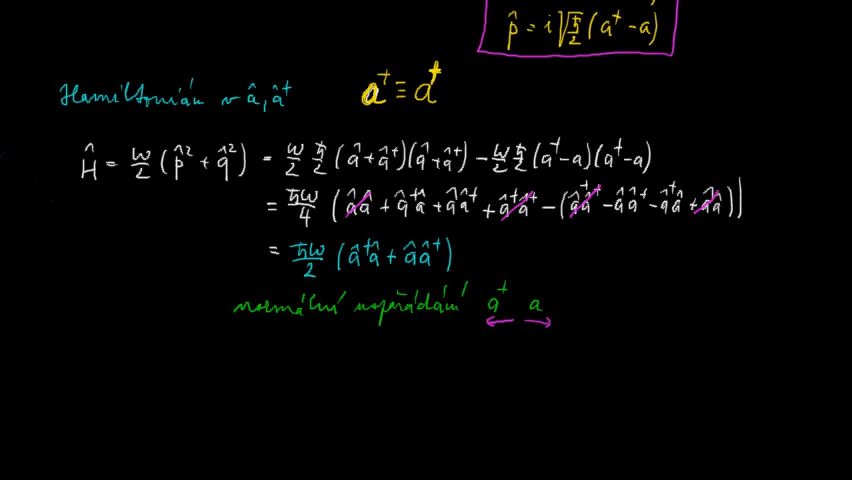 p̂ = i√(ħ/2) (a⁺ − a)
Hamiltonián v â, â⁺ a⁺ ≡ a†
Ĥ = ω/2 (p̂² + q̂²) = ω/2 ħ/2 (â + â⁺)(â + â⁺) − ω/2 ħ/2 (a⁺ − a)(a⁺ − a)
= ħω/4 (ââ + â⁺â + ââ⁺ + â⁺â⁺ − (â⁺â⁺ − ââ⁺ − â⁺â + ââ))
= ħω/2 (â⁺â + ââ⁺)
normální uspořádání a⁺ a